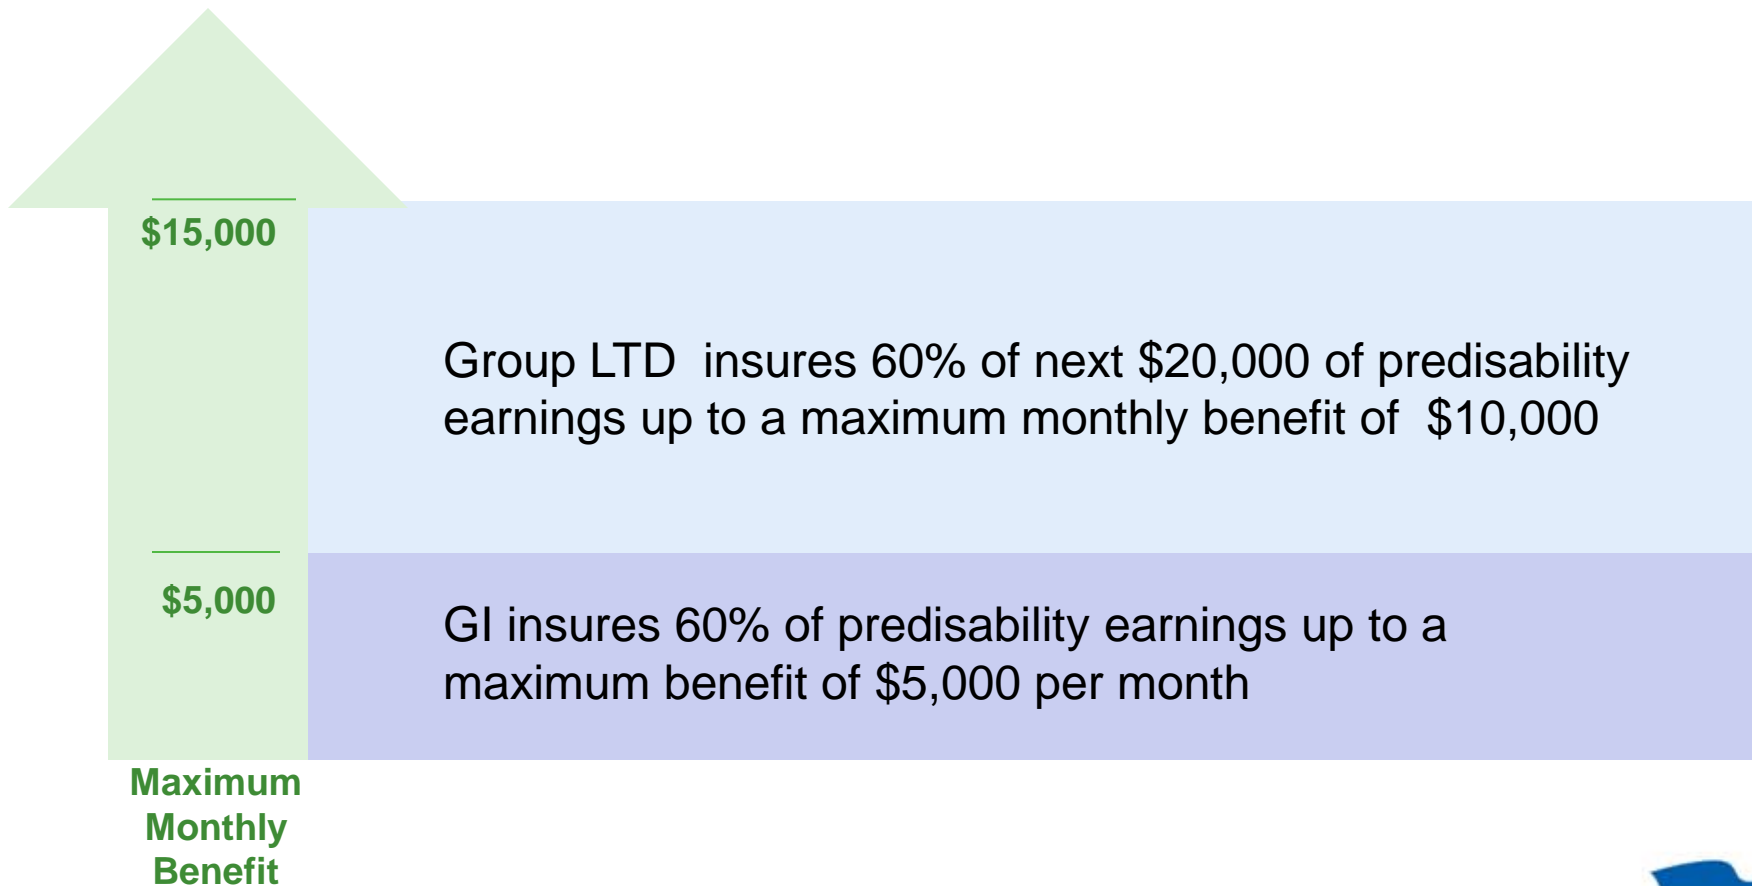 $15,000
Group LTD  insures 60% of next $20,000 of predisability
earnings up to a maximum monthly benefit of  $10,000
$5,000
GI insures 60% of predisability earnings up to a
maximum benefit of $5,000 per month
Maximum
Monthly
Benefit